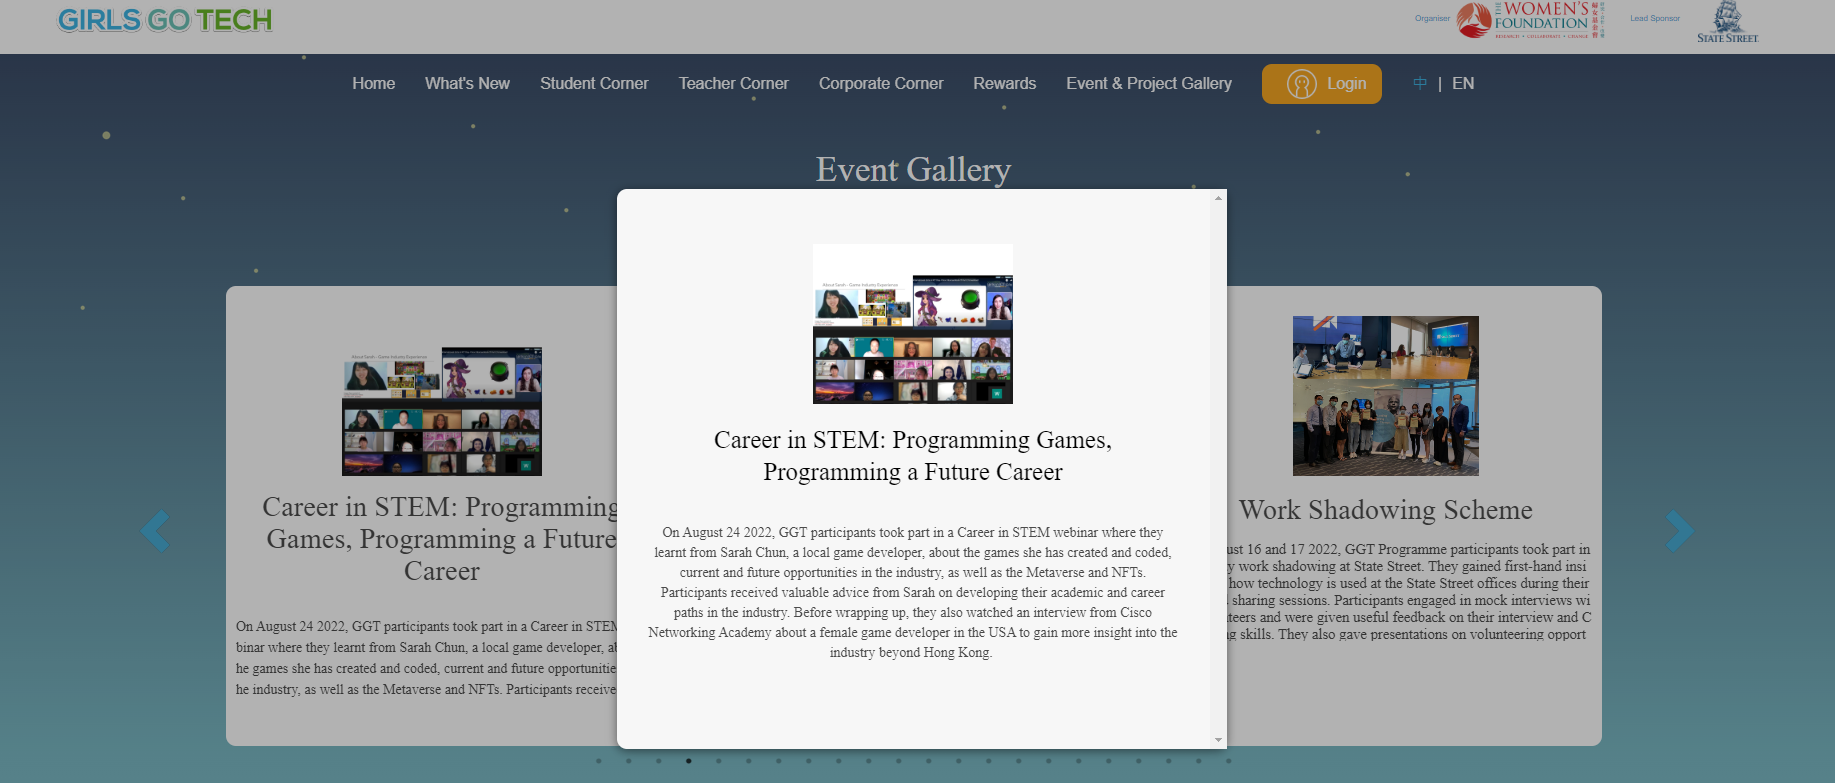 GIRLS GO TECH
Organiser
THE WOMEN'S
FOUNDATION
RESEARCH • COLLABORATE • CHANGE
Lead Sponsor
STATE STREET
Home What's New Student Corner Teacher Corner Corporate Corner Rewards Event & Project Gallery Login 中 | EN
Event Gallery
Career in STEM: Programming
Games, Programming a Future
Career
On August 24 2022, GGT participants took part in a Career in STEM
binar where they learnt from Sarah Chun, a local game developer, ab
he games she has created and coded, current and future opportunitie
he industry, as well as the Metaverse and NFTs. Participants receive
About Sarah - Game Industry Experience
Career in STEM: Programming Games,
Programming a Future Career
On August 24 2022, GGT participants took part in a Career in STEM webinar where they
learnt from Sarah Chun, a local game developer, about the games she has created and coded,
current and future opportunities in the industry, as well as the Metaverse and NFTs.
Participants received valuable advice from Sarah on developing their academic and career
paths in the industry. Before wrapping up, they also watched an interview from Cisco
Networking Academy about a female game developer in the USA to gain more insight into the
industry beyond Hong Kong.
Work Shadowing Scheme
ust 16 and 17 2022, GGT Programme participants took part in
y work shadowing at State Street. They gained first-hand insi
how technology is used at the State Street offices during their
sharing sessions. Participants engaged in mock interviews wi
teers and were given useful feedback on their interview and C
g skills. They also gave presentations on volunteering opport